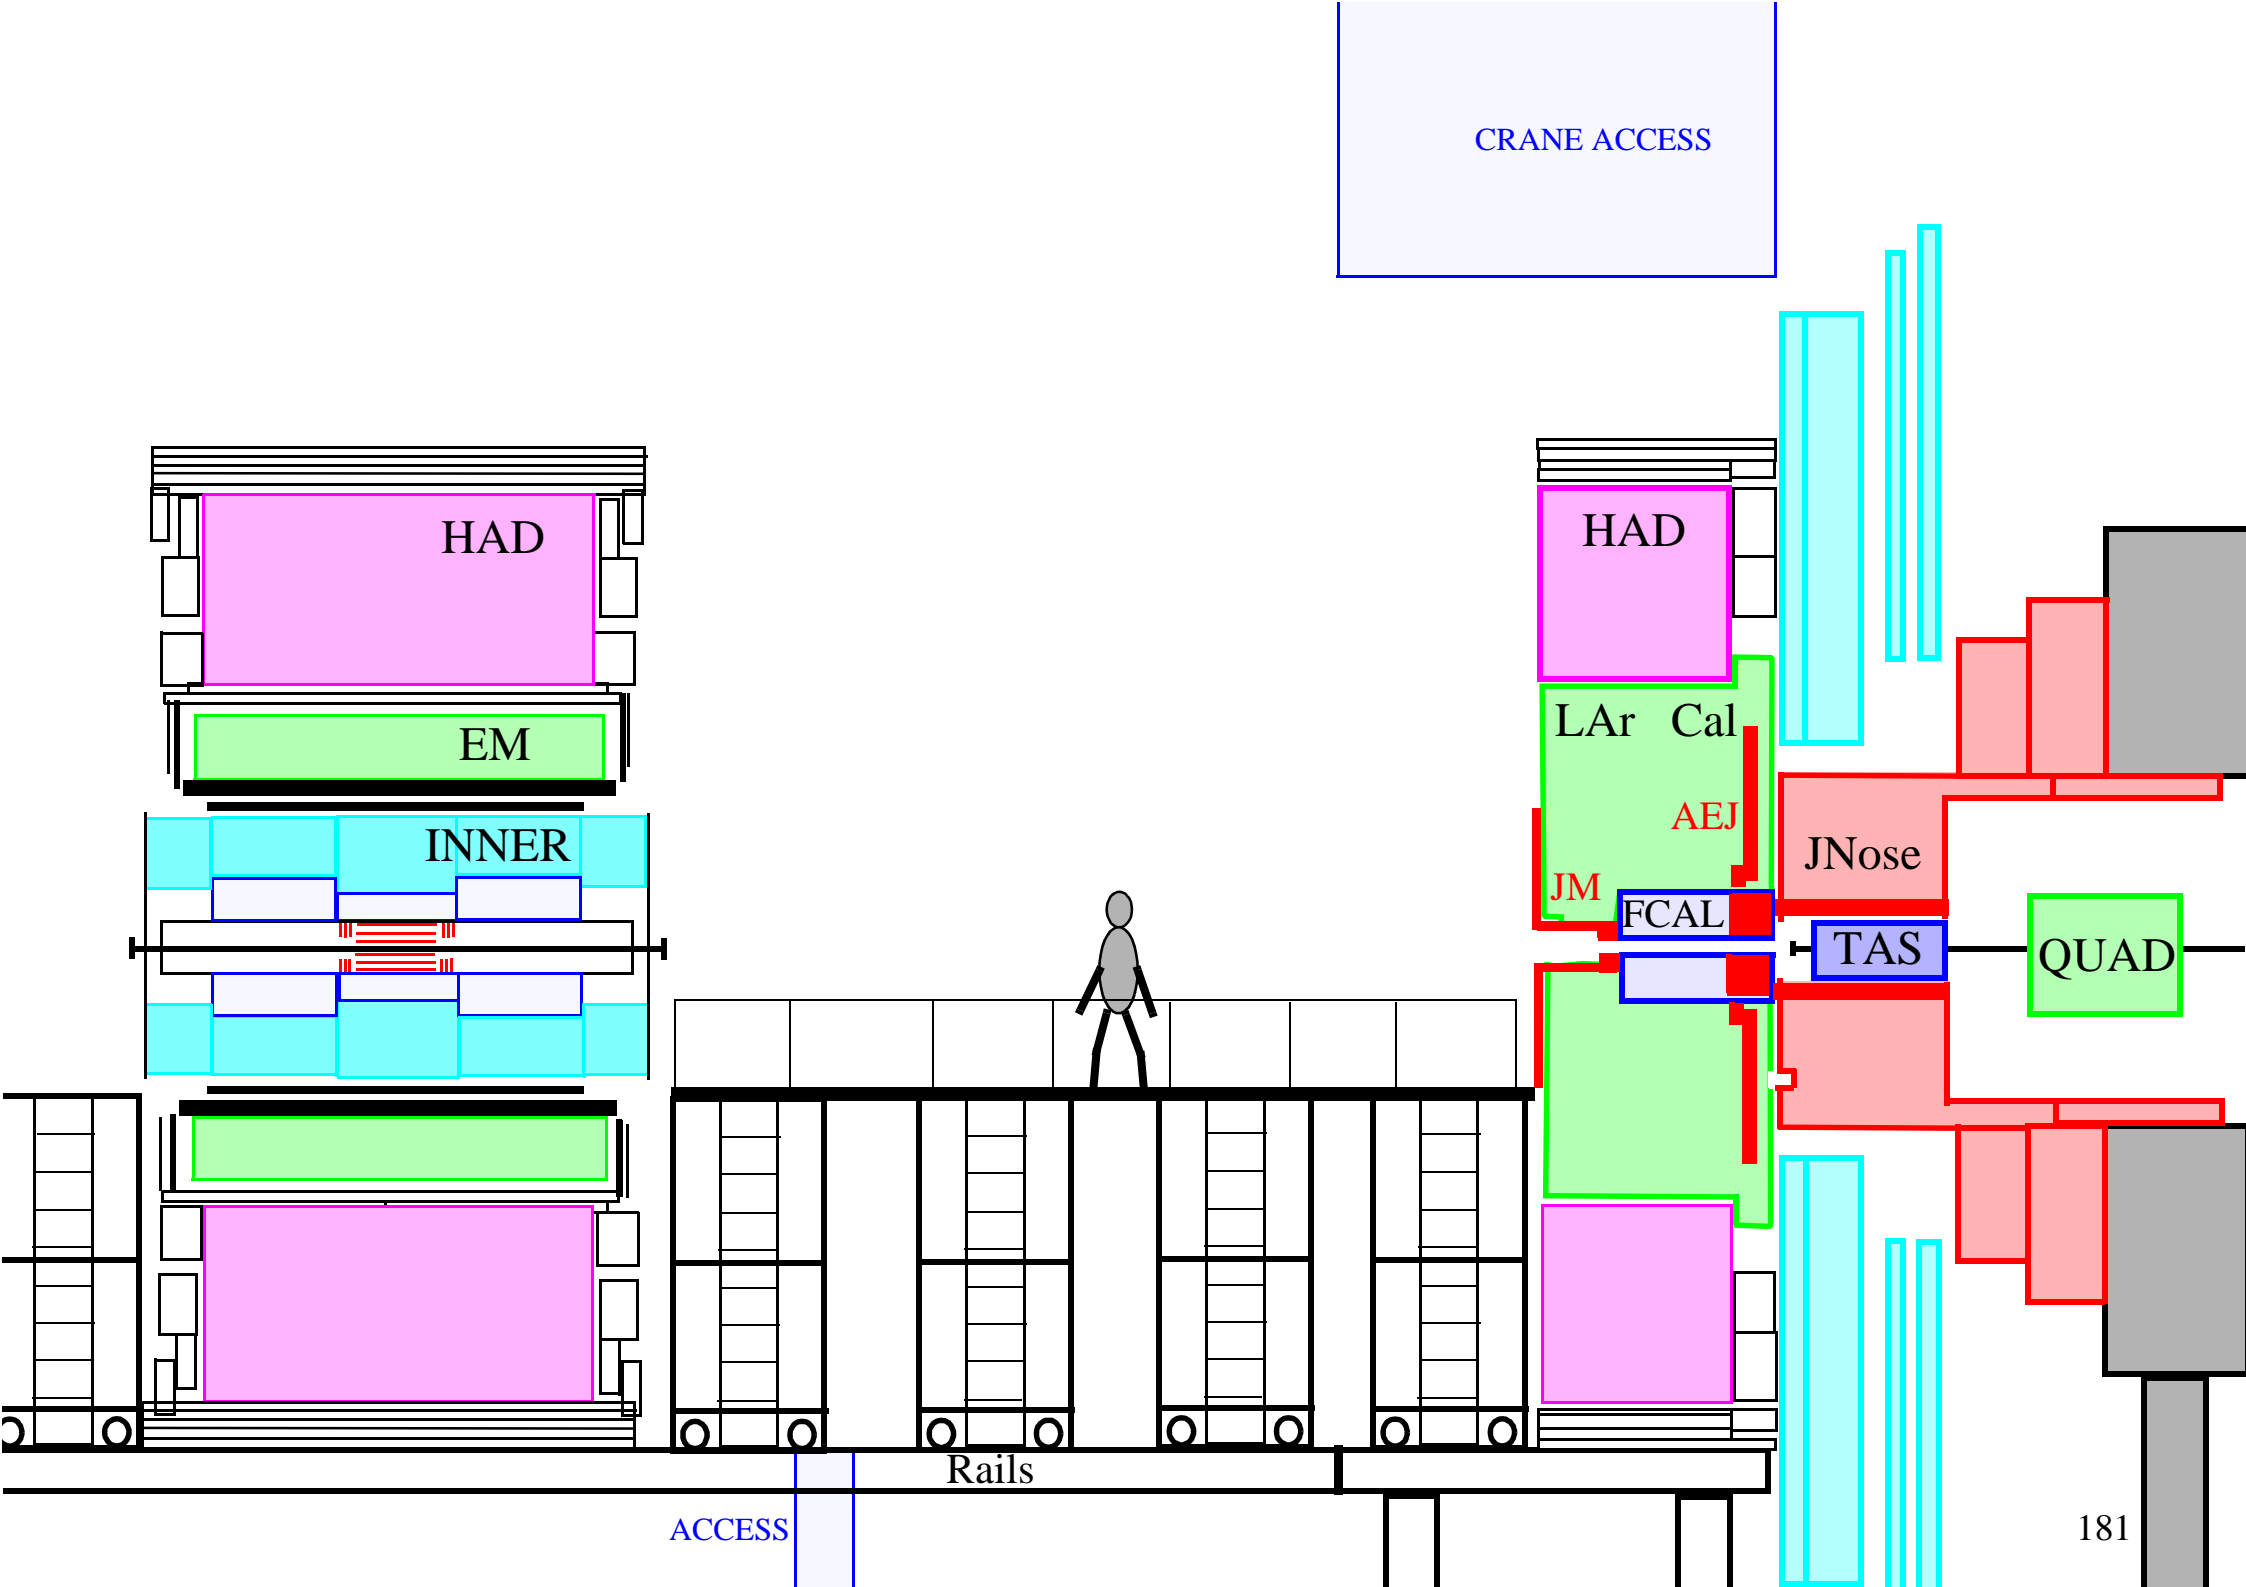 CRANE ACCESS
HAD
HAD
LAr Cal
EM
AEJ
INNER
JNose
JM
FCAL
TAS
QUAD
Rails
ACCESS
181